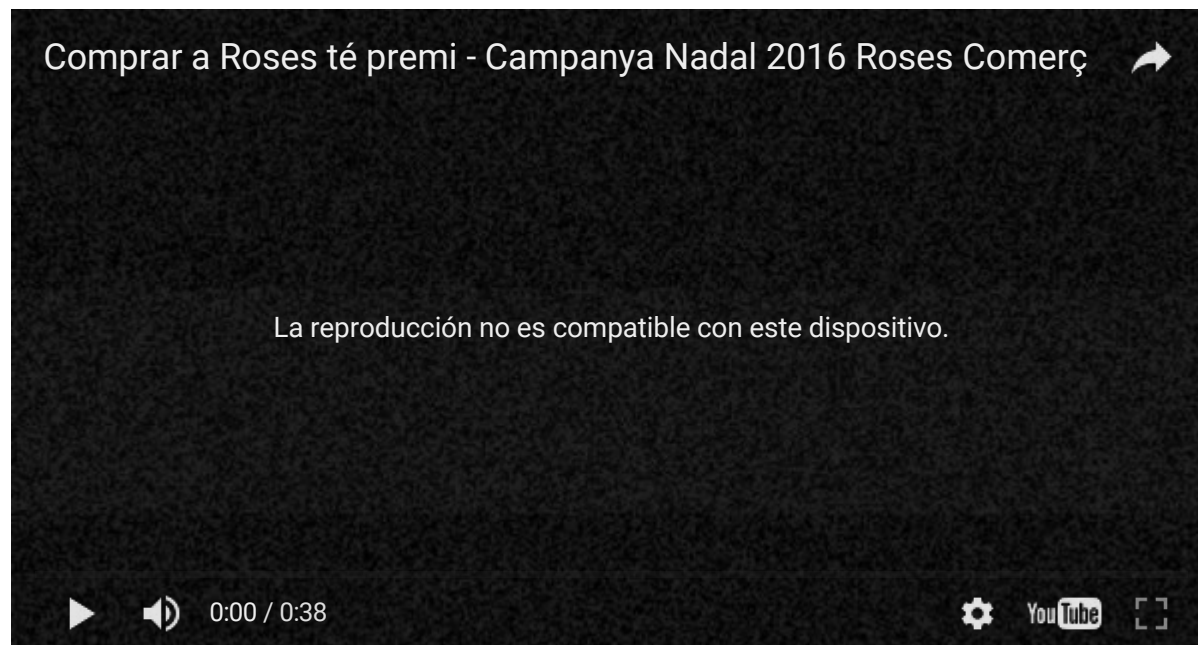 Comprar a Roses té premi - Campanya Nadal 2016 Roses Comerç
La reproducción no es compatible con este dispositivo.
0:00 / 0:38
YouTube